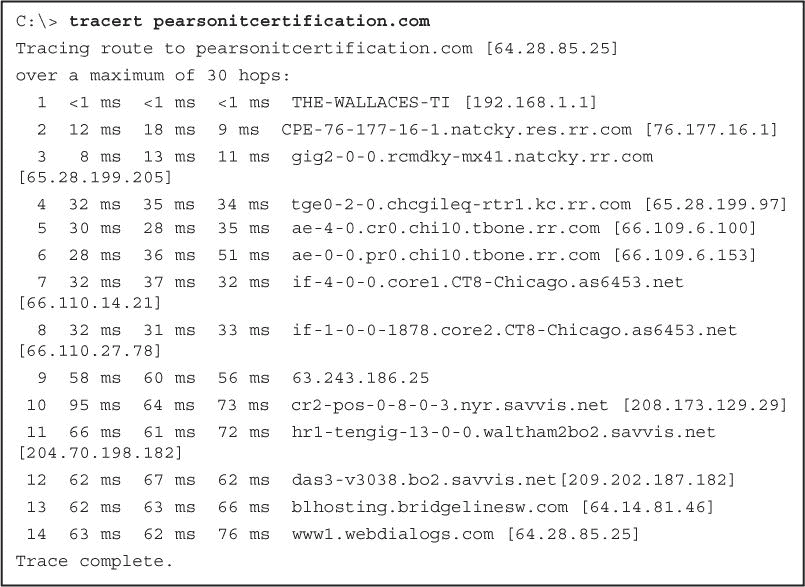 C:\> tracert pearsonitcertification.com
Tracing route to pearsonitcertification.com [64.28.85.25]
over a maximum of 30 hops:
1 <1 ms <1 ms <1 ms THE-WALLACES-TI [192.168.1.1]
2 12 ms 18 ms 9 ms CPE-76-177-16-1.natcky.res.rr.com [76.177.16.1]
3 8 ms 13 ms 11 ms gig2-0-0.rcmdky-mx41.natcky.rr.com
[65.28.199.205]
4 32 ms 35 ms 34 ms tge0-2-0.chcgileq-rtr1.kc.rr.com [65.28.199.97]
5 30 ms 28 ms 35 ms ae-4-0.cr0.chi10.tbone.rr.com [66.109.6.100]
6 28 ms 36 ms 51 ms ae-0-0.pr0.chi10.tbone.rr.com [66.109.6.153]
7 32 ms 37 ms 32 ms if-4-0-0.core1.CT8-Chicago.as6453.net
[66.110.14.21]
8 32 ms 31 ms 33 ms if-1-0-0-1878.core2.CT8-Chicago.as6453.net
[66.110.27.78]
9 58 ms 60 ms 56 ms 63.243.186.25
10 95 ms 64 ms 73 ms cr2-pos-0-8-0-3.nyr.savvis.net [208.173.129.29]
11 66 ms 61 ms 72 ms hr1-tengig-13-0-0.waltham2bo2.savvis.net
[204.70.198.182]
12 62 ms 67 ms 62 ms das3-v3038.bo2.savvis.net[209.202.187.182]
13 62 ms 63 ms 66 ms blhosting.bridgelinesw.com [64.14.81.46]
14 63 ms 62 ms 76 ms www1.webdialogs.com [64.28.85.25]
Trace complete.